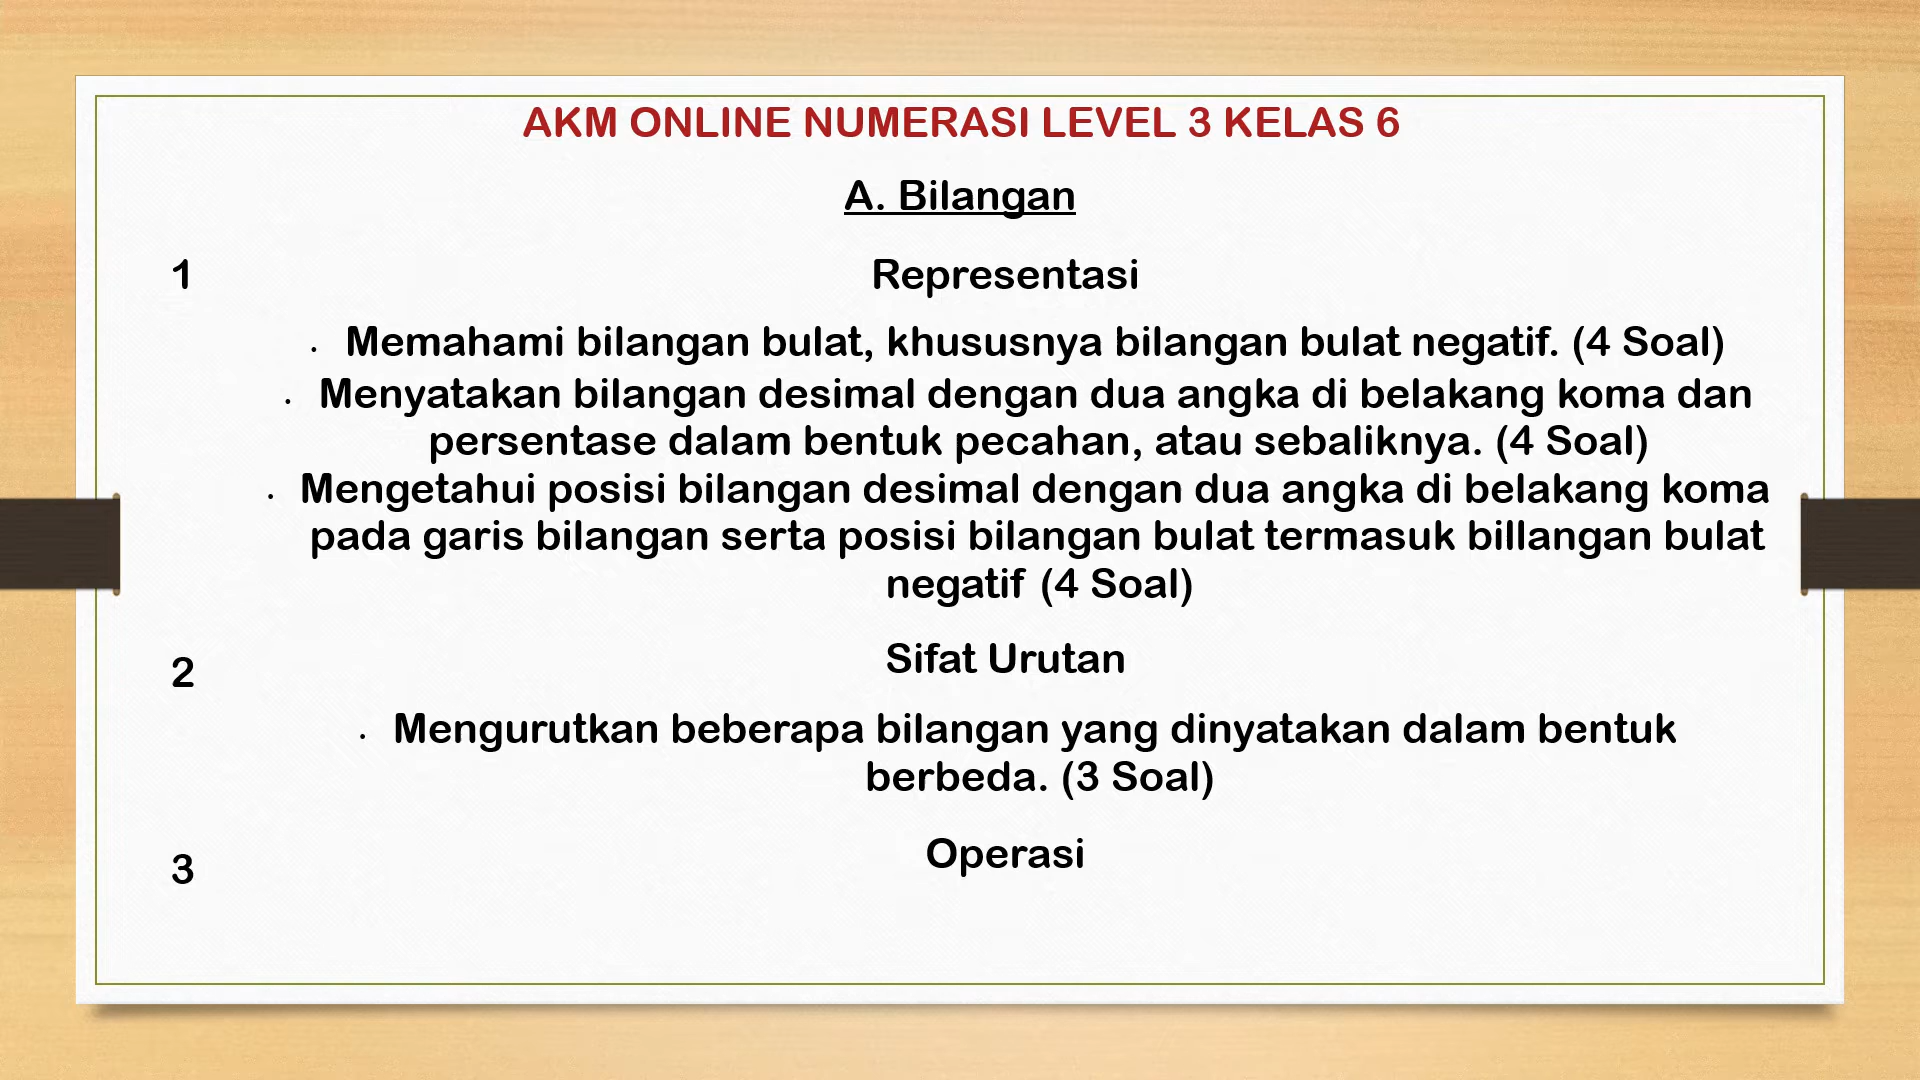 AKM ONLINE NUMERASI LEVEL 3 KELAS 6
A. Bilangan
1 Representasi
• Memahami bilangan bulat, khususnya bilangan bulat negatif. (4 Soal)
• Menyatakan bilangan desimal dengan dua angka di belakang koma dan
persentase dalam bentuk pecahan, atau sebaliknya. (4 Soal)
• Mengetahui posisi bilangan desimal dengan dua angka di belakang koma
pada garis bilangan serta posisi bilangan bulat termasuk billangan bulat
negatif (4 Soal)
2 Sifat Urutan
• Mengurutkan beberapa bilangan yang dinyatakan dalam bentuk
berbeda. (3 Soal)
3 Operasi